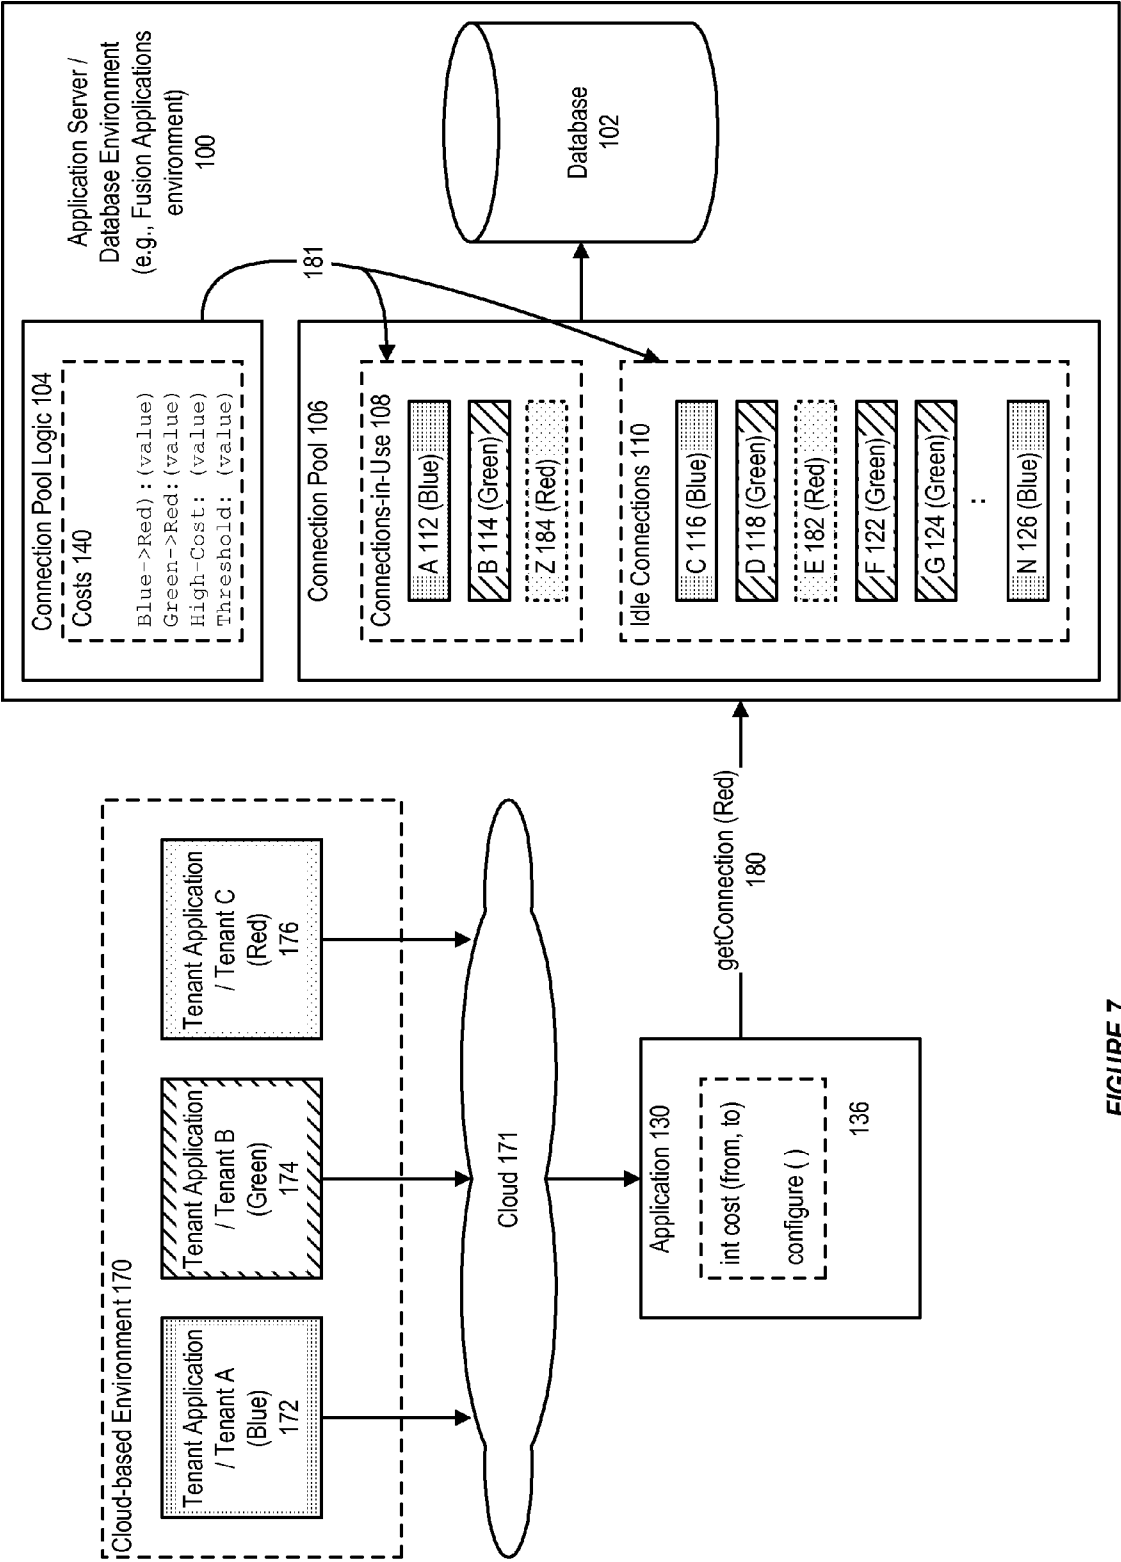 Cloud-based Environment 170
Tenant Application
/ Tenant A
(Blue)
172
Tenant Application
/ Tenant B
(Green)
174
Tenant Application
/ Tenant C
(Red)
176
Cloud 171
Application 130
int cost (from, to)
configure ( )
136
getConnection (Red)
180
Application Server /
Database Environment
(e.g., Fusion Applications
environment)
100
Connection Pool Logic 104
Costs 140
Blue->Red):(value)
Green->Red:(value)
High-Cost: (value)
Threshold: (value)
181
Connection Pool 106
Connections-in-Use 108
A 112 (Blue)
B 114 (Green)
Z 184 (Red)
Idle Connections 110
C 116 (Blue)
D 118 (Green)
E 182 (Red)
F 122 (Green)
G 124 (Green)
:
N 126 (Blue)
Database
102
FIGURE 7